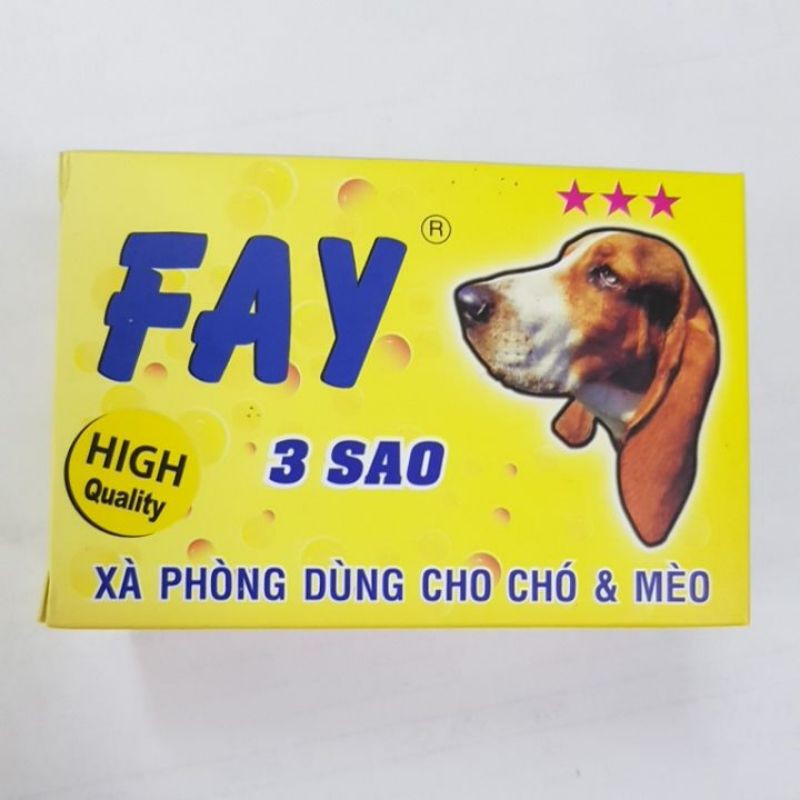 FAY ®
3 SAO
HIGH
Quality
XÀ PHÒNG DÙNG CHO CHÓ & MÈO